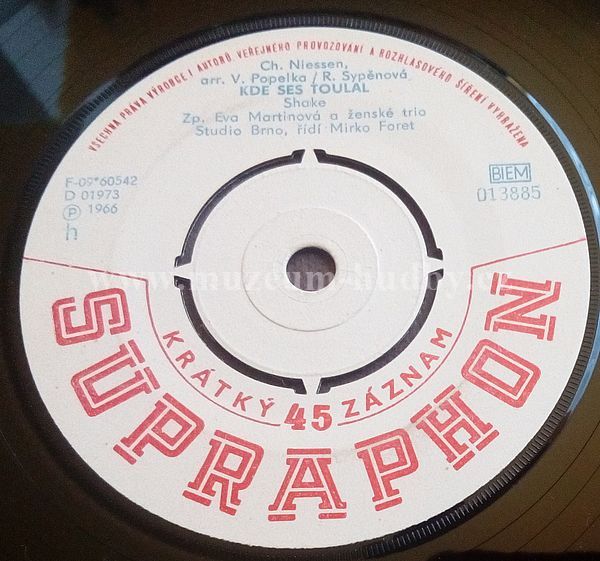 VŠECHNA PRÁVA VÝROBCE I AUTORŮ, VEŘEJNÉHO PROVOZOVÁNÍ A ROZHLASOVÉHO ŠÍŘENÍ VYHRAŽENA
Ch. Niessen,
arr. V. Popelka / R. Sypěnová
KDE SES TOULAL
Shake
Zp. Eva Martinová a ženské trio
Studio Brno, řídí Mirko Foret
F-09*60542
D 01973
Ⓟ 1966
h
BIEM
013885
www.muzeum-hudby.cz
KRÁTKÝ 45 ZÁZNAM
SUPRAPHON